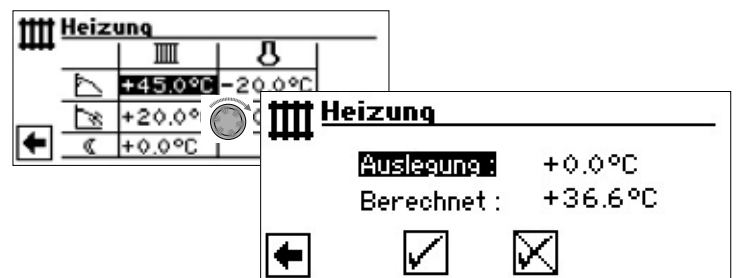 Heizung
+45.0°C -20.0°C
+20.0°
+0.0°C
Heizung
Auslegung : +0.0°C
Berechnet : +36.6°C